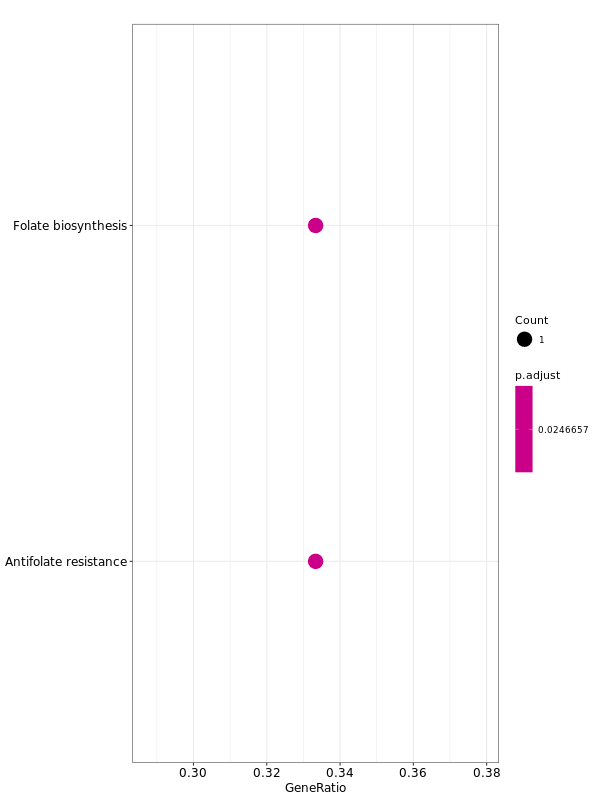 Folate biosynthesis
Antifolate resistance
0.30 0.32 0.34 0.36 0.38
GeneRatio
Count
1
p.adjust
0.0246657